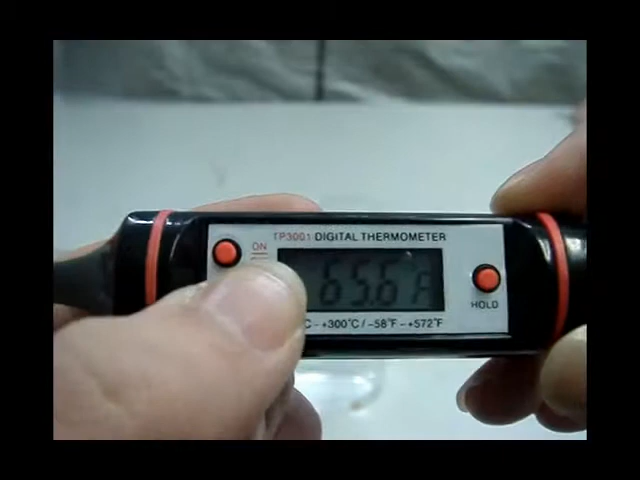 TP3001 DIGITAL THERMOMETER
ON
65.6°F
HOLD
C - +300°C / -58°F - +572°F